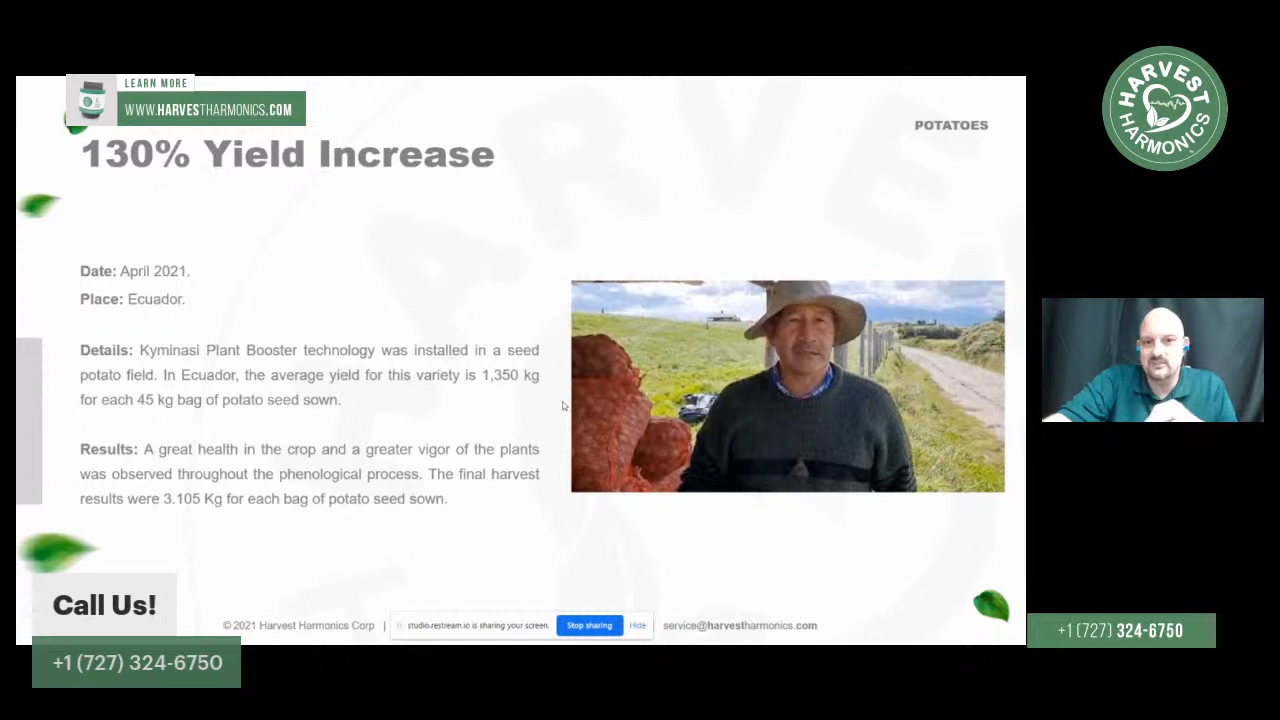 LEARN MORE
WWW.HARVESTHARMONICS.COM
HARVEST
HARMONICS
POTATOES
130% Yield Increase
Date: April 2021.
Place: Ecuador.
Details: Kyminasi Plant Booster technology was installed in a seed
potato field. In Ecuador, the average yield for this variety is 1,350 kg
for each 45 kg bag of potato seed sown.
Results: A great health in the crop and a greater vigor of the plants
was observed throughout the phenological process. The final harvest
results were 3.105 Kg for each bag of potato seed sown.
Call Us!
+1 (727) 324-6750
© 2021 Harvest Harmonics Corp |
studio.restream.io is sharing your screen.
Stop sharing
Hide
service@harvestharmonics.com
+1 (727) 324-6750